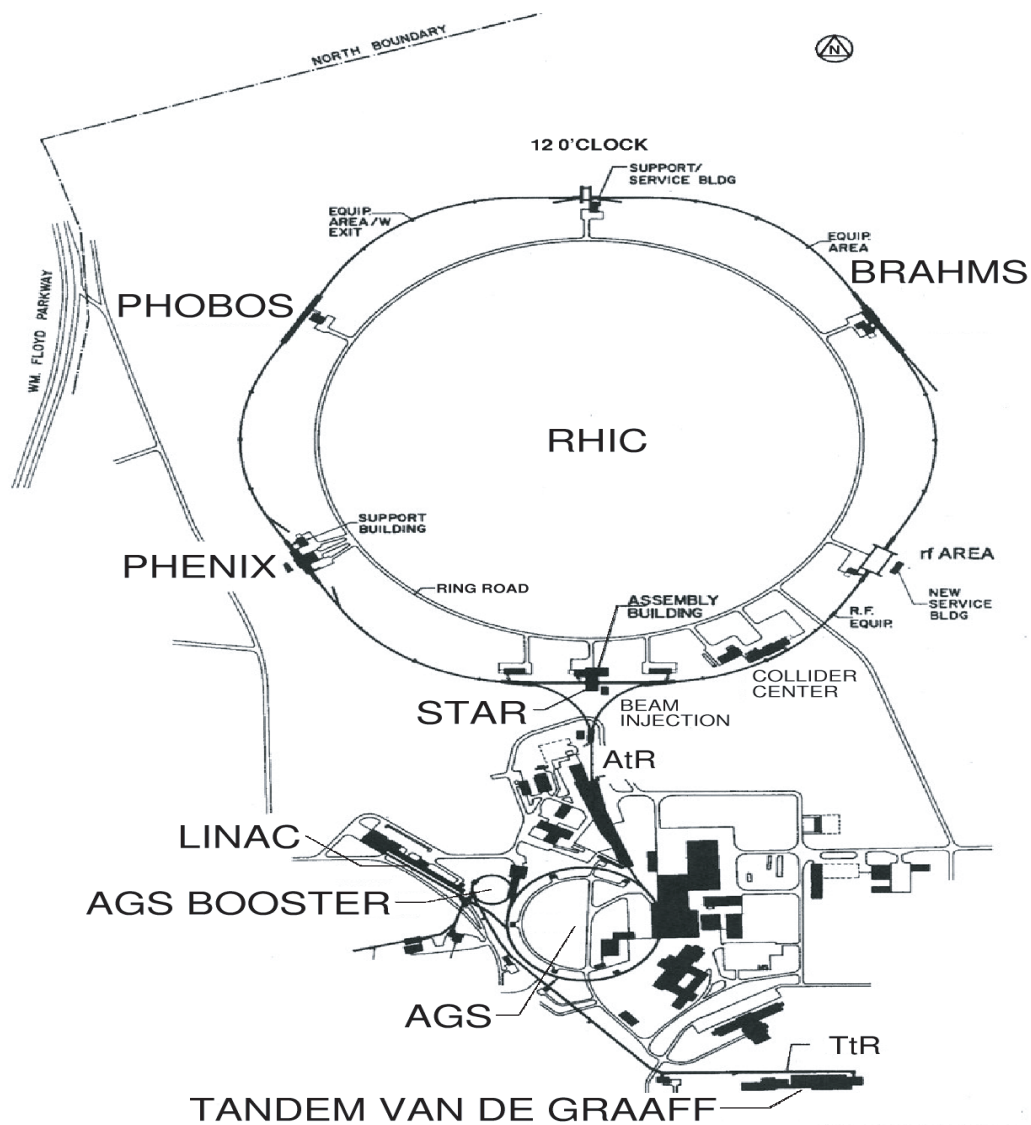 NORTH BOUNDARY
N
12 0'CLOCK
SUPPORT/
SERVICE BLDG
EQUIP.
AREA/W
EXIT
EQUIP.
AREA
BRAHMS
PHOBOS
WM. FLOYD PARKWAY
RHIC
SUPPORT
BUILDING
PHENIX
rf AREA
RING ROAD
NEW
SERVICE
BLDG
ASSEMBLY
BUILDING
R.F.
EQUIP.
COLLIDER
CENTER
STAR
BEAM
INJECTION
AtR
LINAC
AGS BOOSTER
AGS
TtR
TANDEM VAN DE GRAAFF